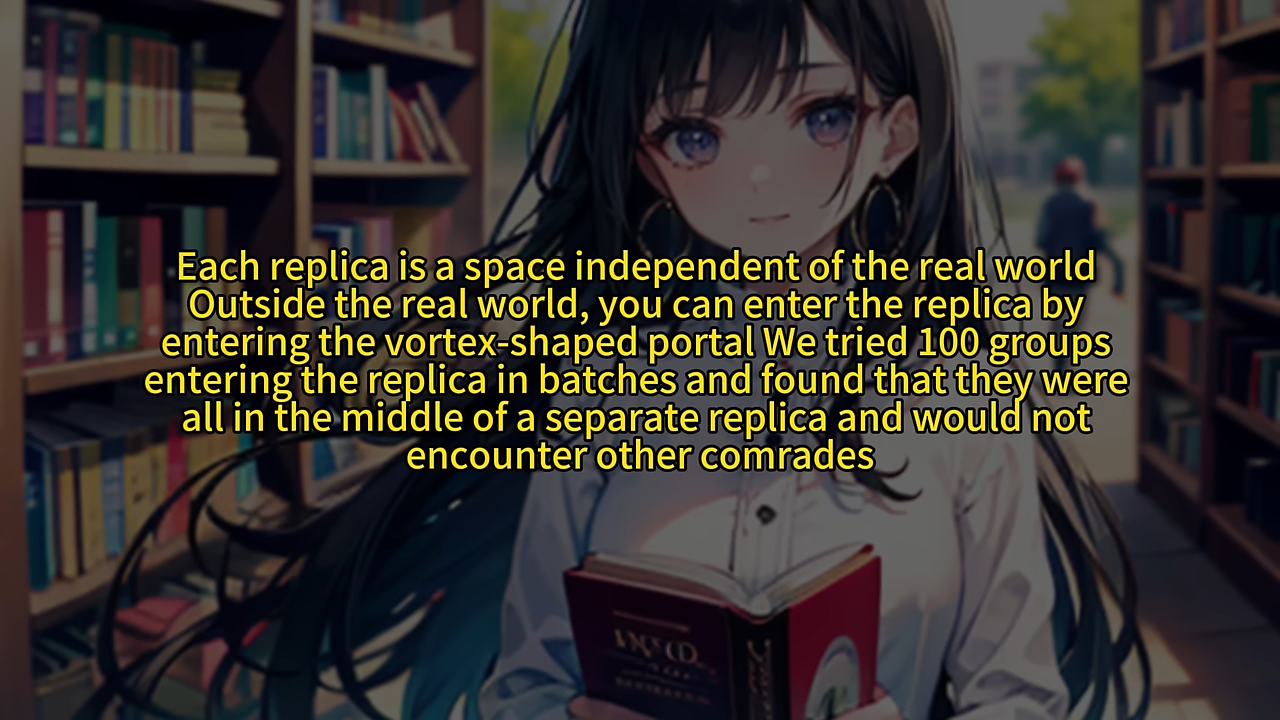 Each replica is a space independent of the real world
Outside the real world, you can enter the replica by
entering the vortex-shaped portal We tried 100 groups
entering the replica in batches and found that they were
all in the middle of a separate replica and would not
encounter other comrades